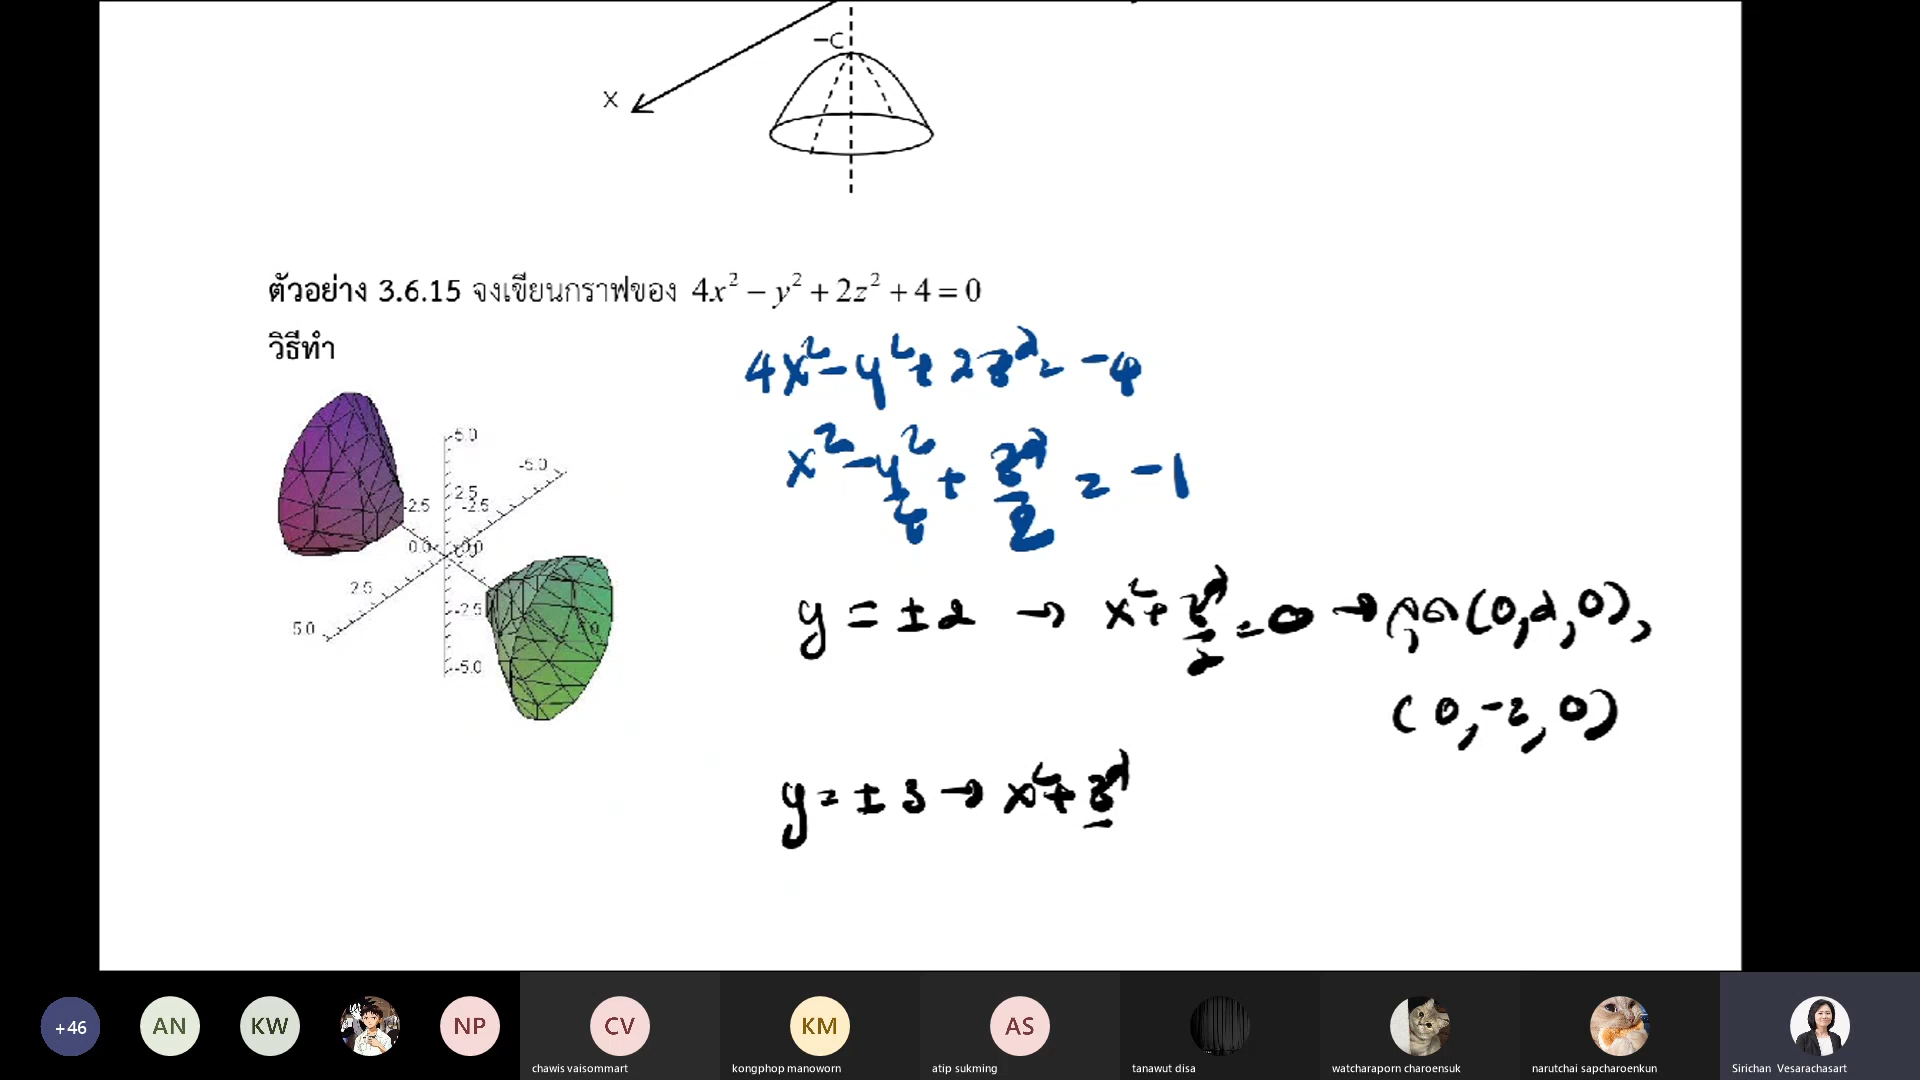 -C
X
ตัวอย่าง 3.6.15 จงเขียนกราฟของ 4x² − y² + 2z² + 4 = 0
วิธีทำ
4x² - y² + 2z² = -4
x² - y²/4 + z²/2 = -1
y = ±2 → x² + z²/2 = 0 → จุด (0,2,0),
(0,-2,0)
y = ±3 → x² + z²
5.0
-5.0
2.5
-2.5
-2.5
0.0
0.0
2.5
-2.5
5.0
5.0
-5.0
+46
AN
KW
NP
CV
KM
AS
chawis vaisommart
kongphop manoworn
atip sukming
tanawut disa
watcharaporn charoensuk
narutchai sapcharoenkun
Sirichan Vesarachasart